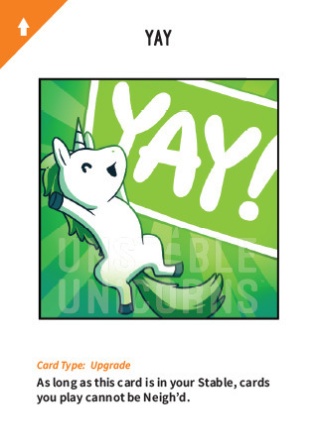 YAY
YAY!
UNSTABLE
UNICORNS
Card Type: Upgrade
As long as this card is in your Stable, cards
you play cannot be Neigh'd.